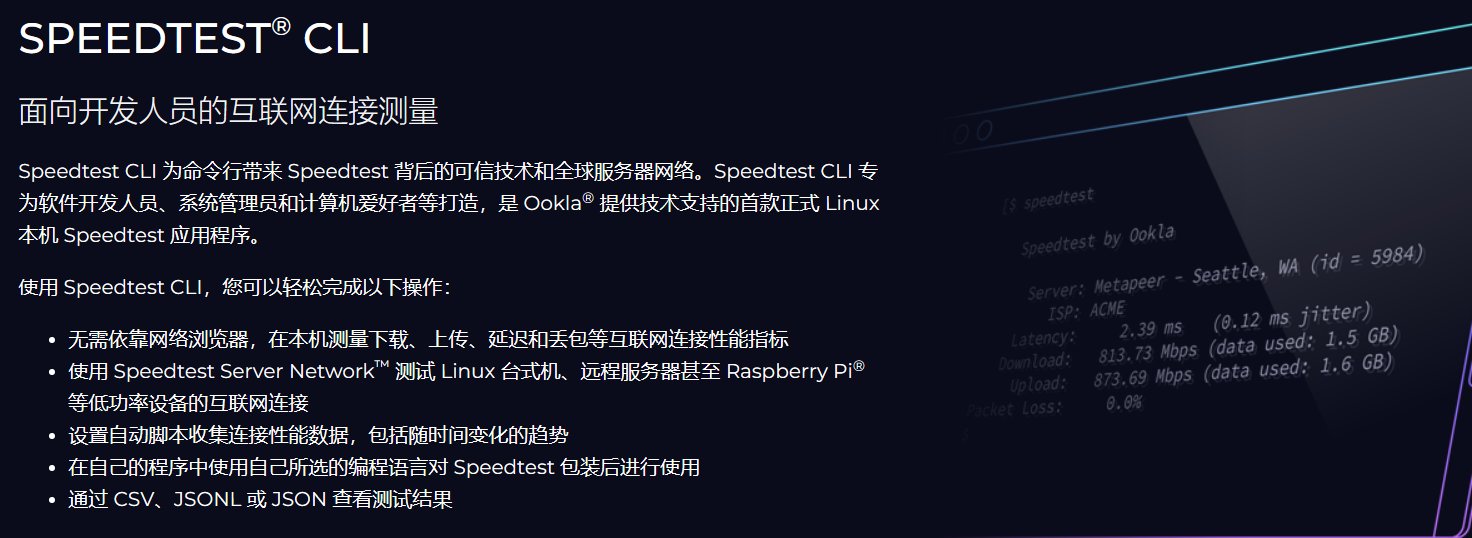 SPEEDTEST® CLI
面向开发人员的互联网连接测量
Speedtest CLI 为命令行带来 Speedtest 背后的可信技术和全球服务器网络。Speedtest CLI 专
为软件开发人员、系统管理员和计算机爱好者等打造，是 Ookla® 提供技术支持的首款正式 Linux
本机 Speedtest 应用程序。
使用 Speedtest CLI，您可以轻松完成以下操作：
• 无需依靠网络浏览器，在本机测量下载、上传、延迟和丢包等互联网连接性能指标
• 使用 Speedtest Server Network™ 测试 Linux 台式机、远程服务器甚至 Raspberry Pi®
等低功率设备的互联网连接
• 设置自动脚本收集连接性能数据，包括随时间变化的趋势
• 在自己的程序中使用自己所选的编程语言对 Speedtest 包装后进行使用
• 通过 CSV、JSONL 或 JSON 查看测试结果
[$ speedtest
Speedtest by Ookla
Server: Metapeer - Seattle, WA (id = 5984)
ISP: ACME
Latency: 2.39 ms (0.12 ms jitter)
Download: 813.73 Mbps (data used: 1.5 GB)
Upload: 873.69 Mbps (data used: 1.6 GB)
Packet Loss: 0.0%